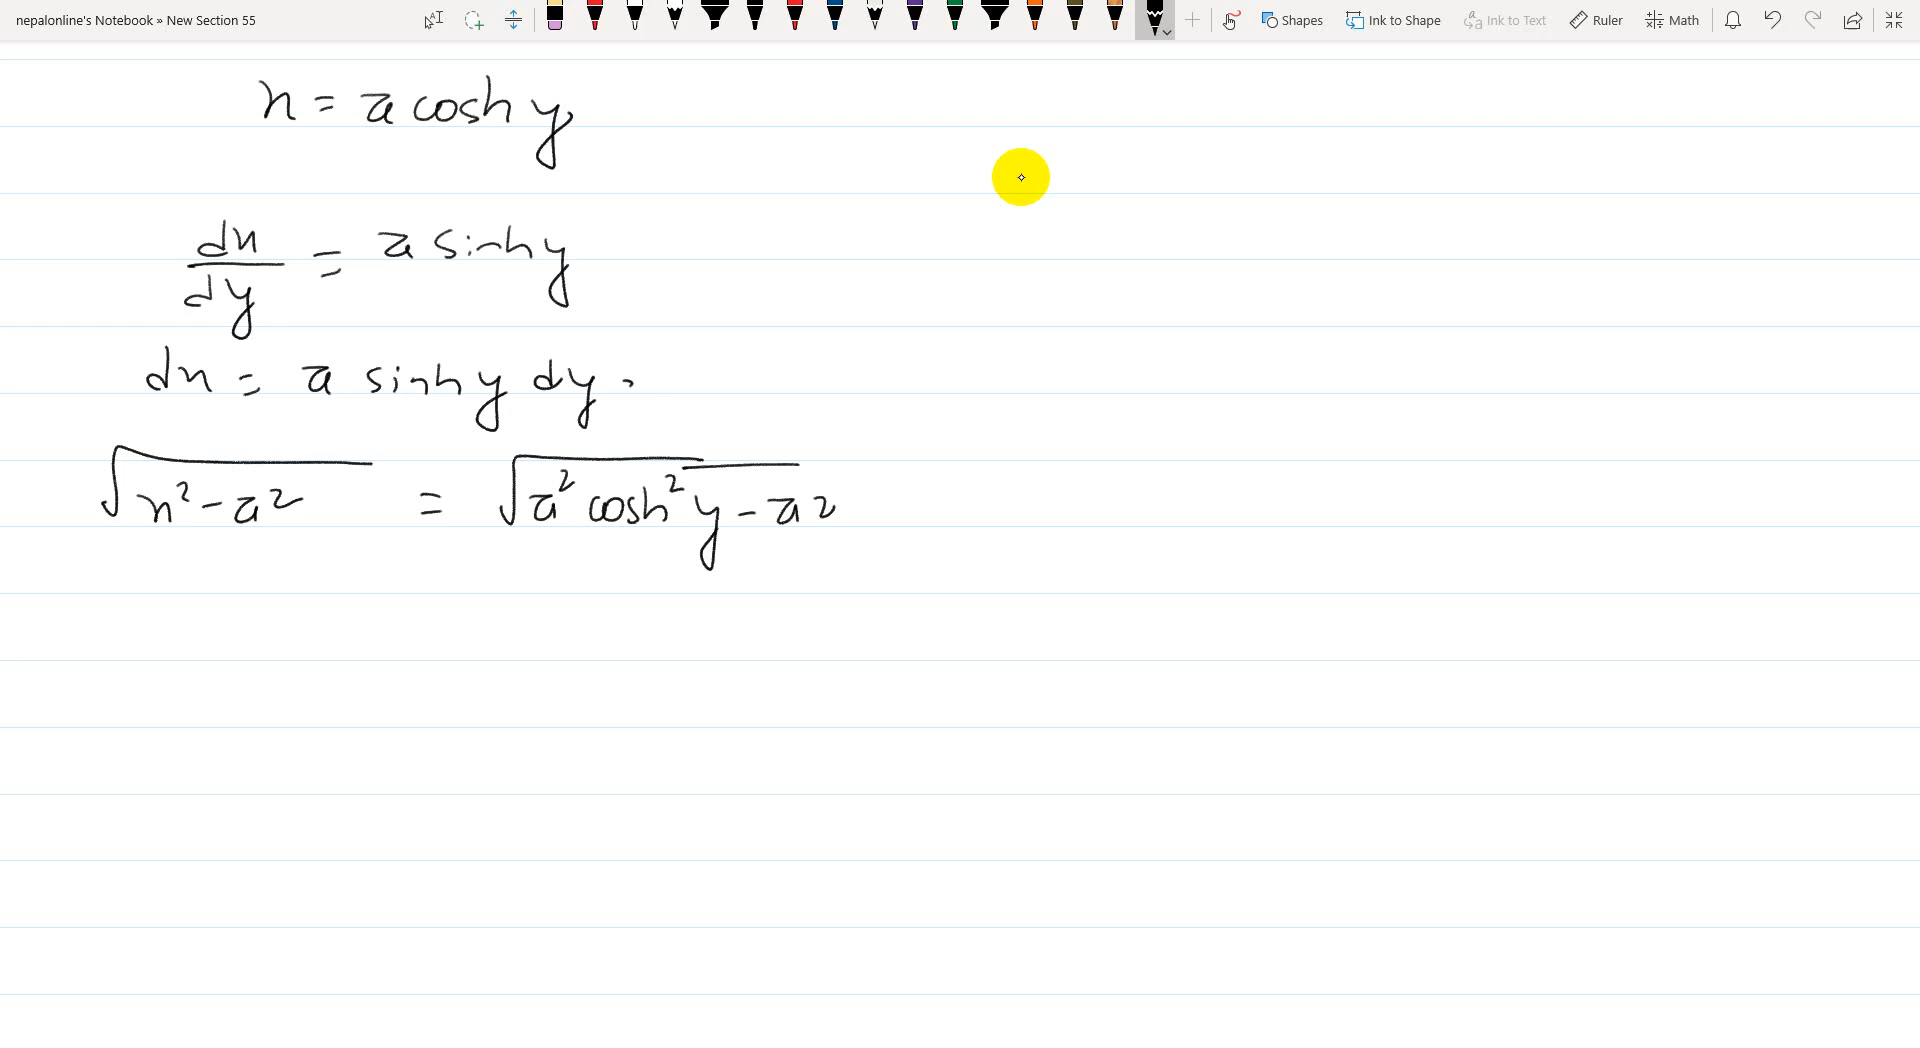 nepalonline's Notebook » New Section 55
Shapes Ink to Shape Ink to Text Ruler Math
x = a cosh y
dx/dy = a sinh y
dx = a sinh y dy.
√(x² - a²) = √(a² cosh² y - a²)